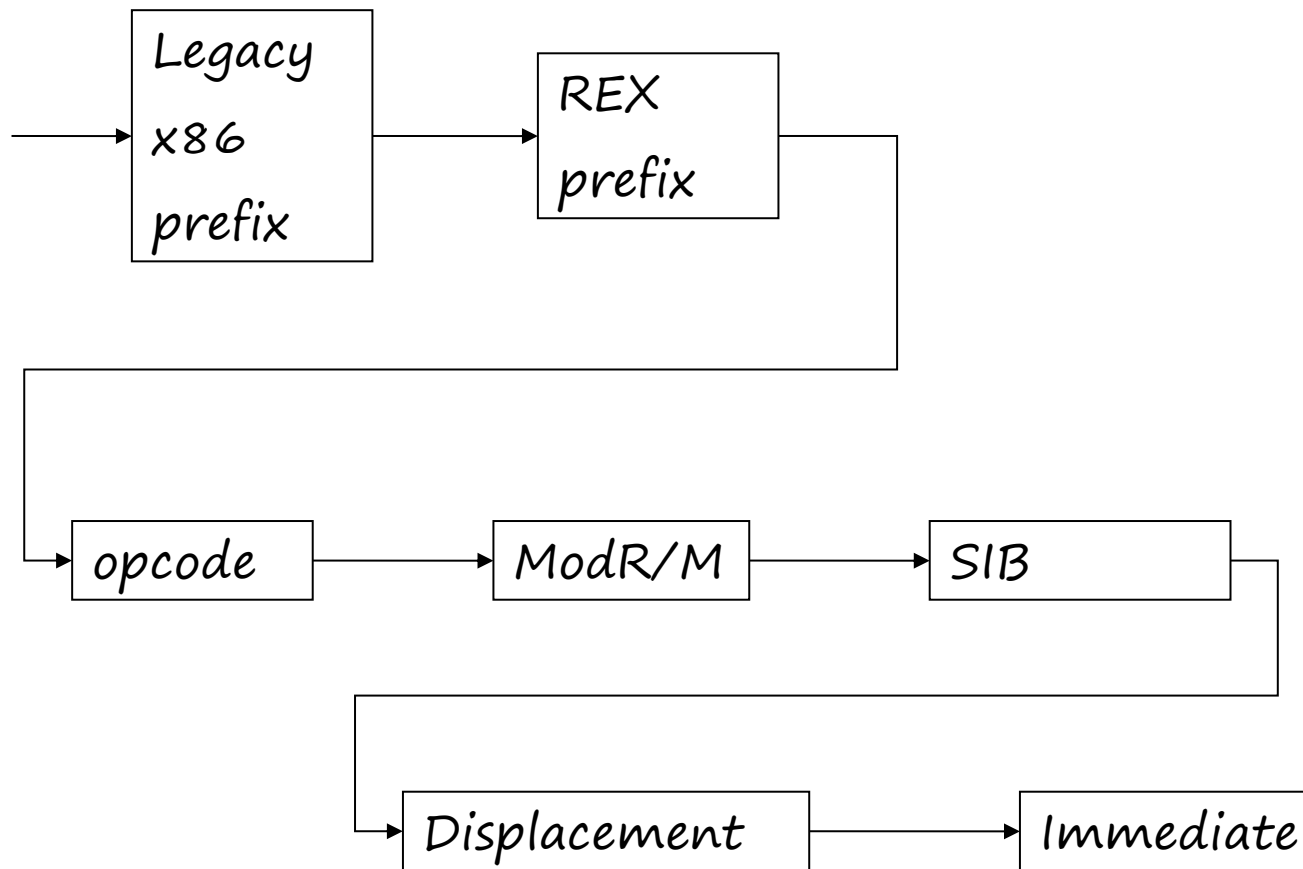 Legacy
x86
prefix
REX
prefix
opcode
ModR/M
SIB
Displacement
Immediate